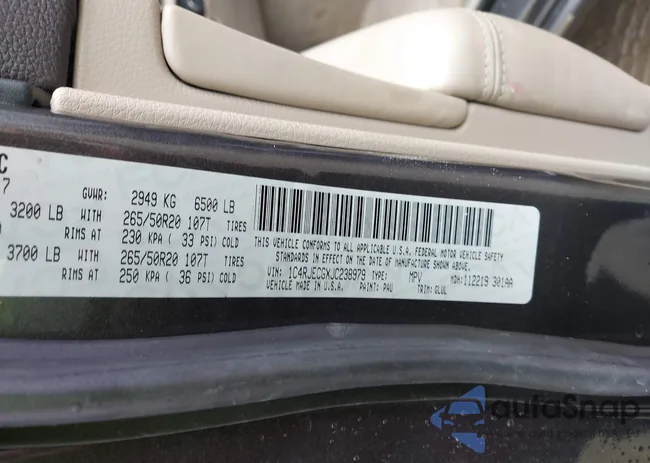 C
7
GVWR: 2949 KG 6500 LB
3200 LB WITH 265/50R20 107T TIRES
RIMS AT 230 KPA ( 33 PSI) COLD
3700 LB WITH 265/50R20 107T TIRES
RIMS AT 250 KPA ( 36 PSI) COLD
THIS VEHICLE CONFORMS TO ALL APPLICABLE U.S.A. FEDERAL MOTOR VEHICLE SAFETY
STANDARDS IN EFFECT ON THE DATE OF MANUFACTURE SHOWN ABOVE.
VIN: 1C4RJECGXJC238979 TYPE: MPV MDH: 112219 301AA
VEHICLE MADE IN U.S.A. PAINT: PAU TRIM: GLUL
autoSnap